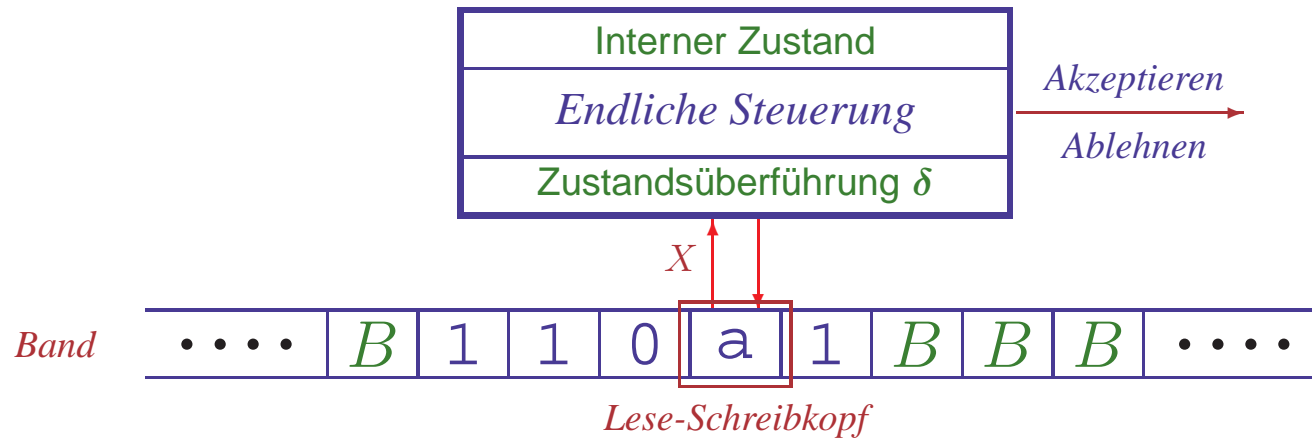 Interner Zustand
Endliche Steuerung
Zustandsüberführung δ
Akzeptieren
Ablehnen
X
Band
•••• B 1 1 0 a 1 B B B ••••
Lese-Schreibkopf